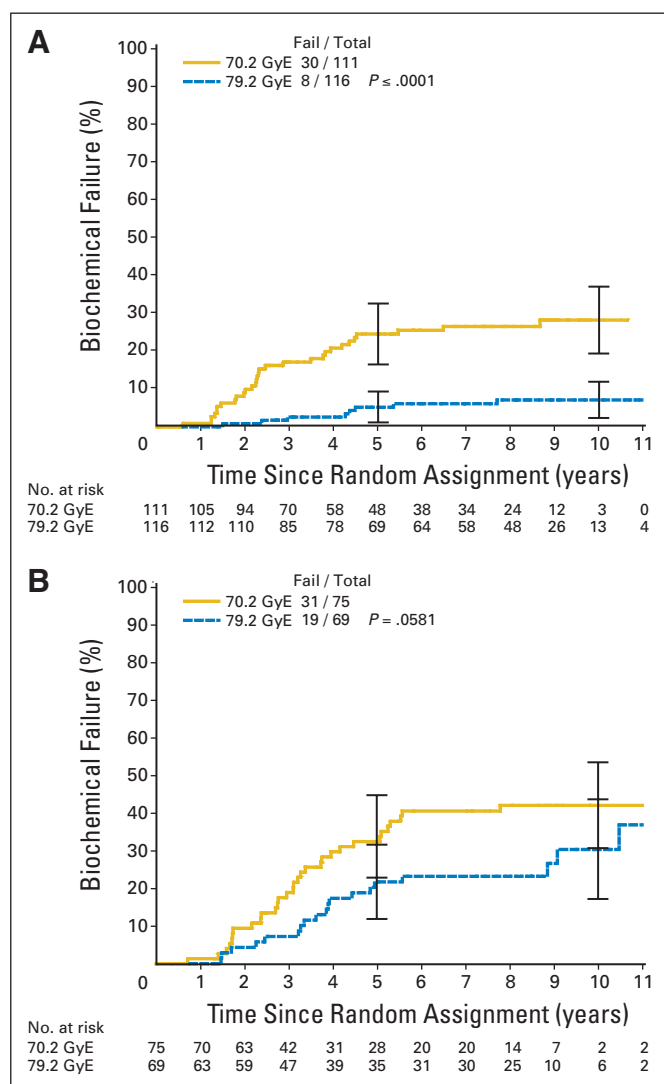 A
Fail / Total
70.2 GyE 30 / 111
79.2 GyE 8 / 116 P ≤ .0001
Biochemical Failure (%)
100
90
80
70
60
50
40
30
20
10
0 1 2 3 4 5 6 7 8 9 10 11
Time Since Random Assignment (years)
No. at risk
70.2 GyE 111 105 94 70 58 48 38 34 24 12 3 0
79.2 GyE 116 112 110 85 78 69 64 58 48 26 13 4
B
Fail / Total
70.2 GyE 31 / 75
79.2 GyE 19 / 69 P = .0581
Biochemical Failure (%)
100
90
80
70
60
50
40
30
20
10
0 1 2 3 4 5 6 7 8 9 10 11
Time Since Random Assignment (years)
No. at risk
70.2 GyE 75 70 63 42 31 28 20 20 14 7 2 2
79.2 GyE 69 63 59 47 39 35 31 30 25 10 6 2